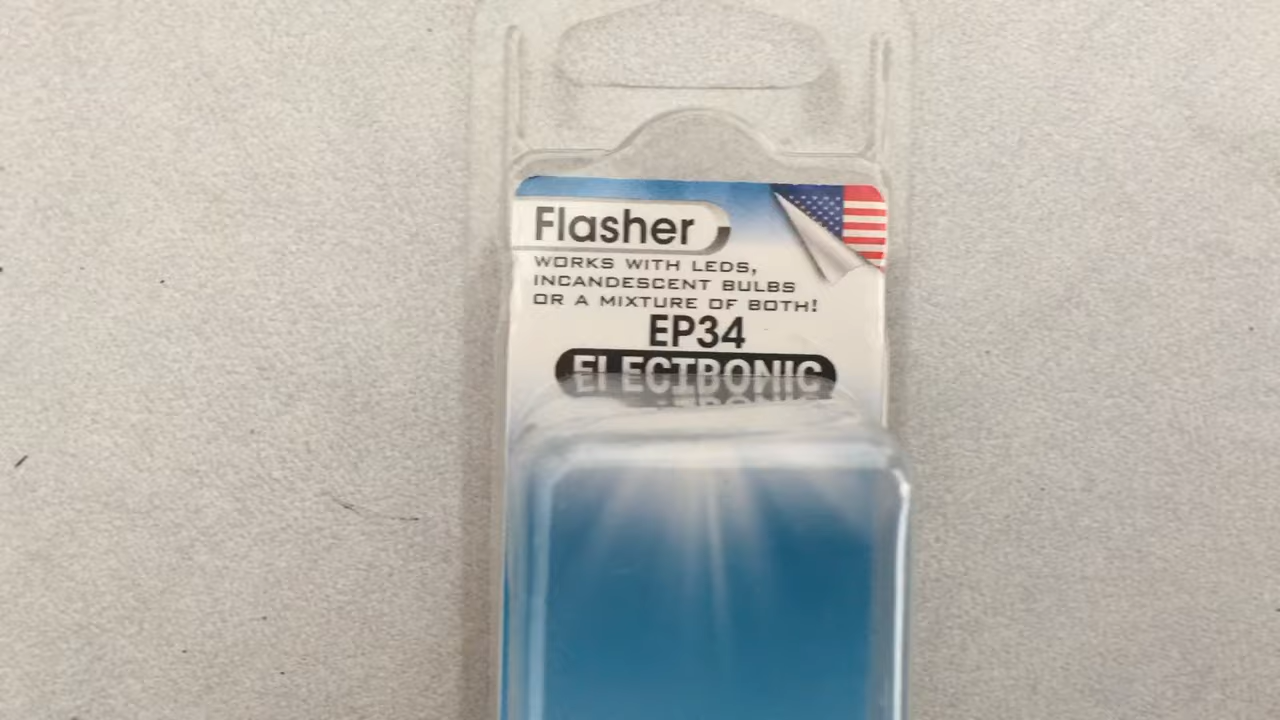 Flasher
WORKS WITH LEDS,
INCANDESCENT BULBS
OR A MIXTURE OF BOTH!
EP34
ELECTRONIC